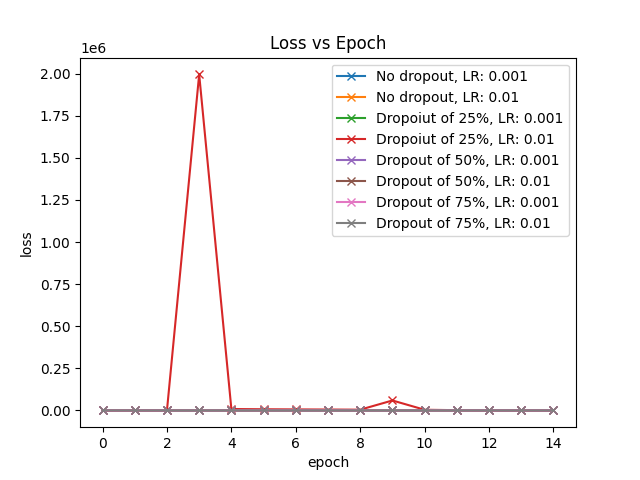 Loss vs Epoch
1e6
2.00
1.75
1.50
1.25
1.00
0.75
0.50
0.25
0.00
loss
0 2 4 6 8 10 12 14
epoch
No dropout, LR: 0.001
No dropout, LR: 0.01
Dropoiut of 25%, LR: 0.001
Dropoiut of 25%, LR: 0.01
Dropout of 50%, LR: 0.001
Dropout of 50%, LR: 0.01
Dropout of 75%, LR: 0.001
Dropout of 75%, LR: 0.01